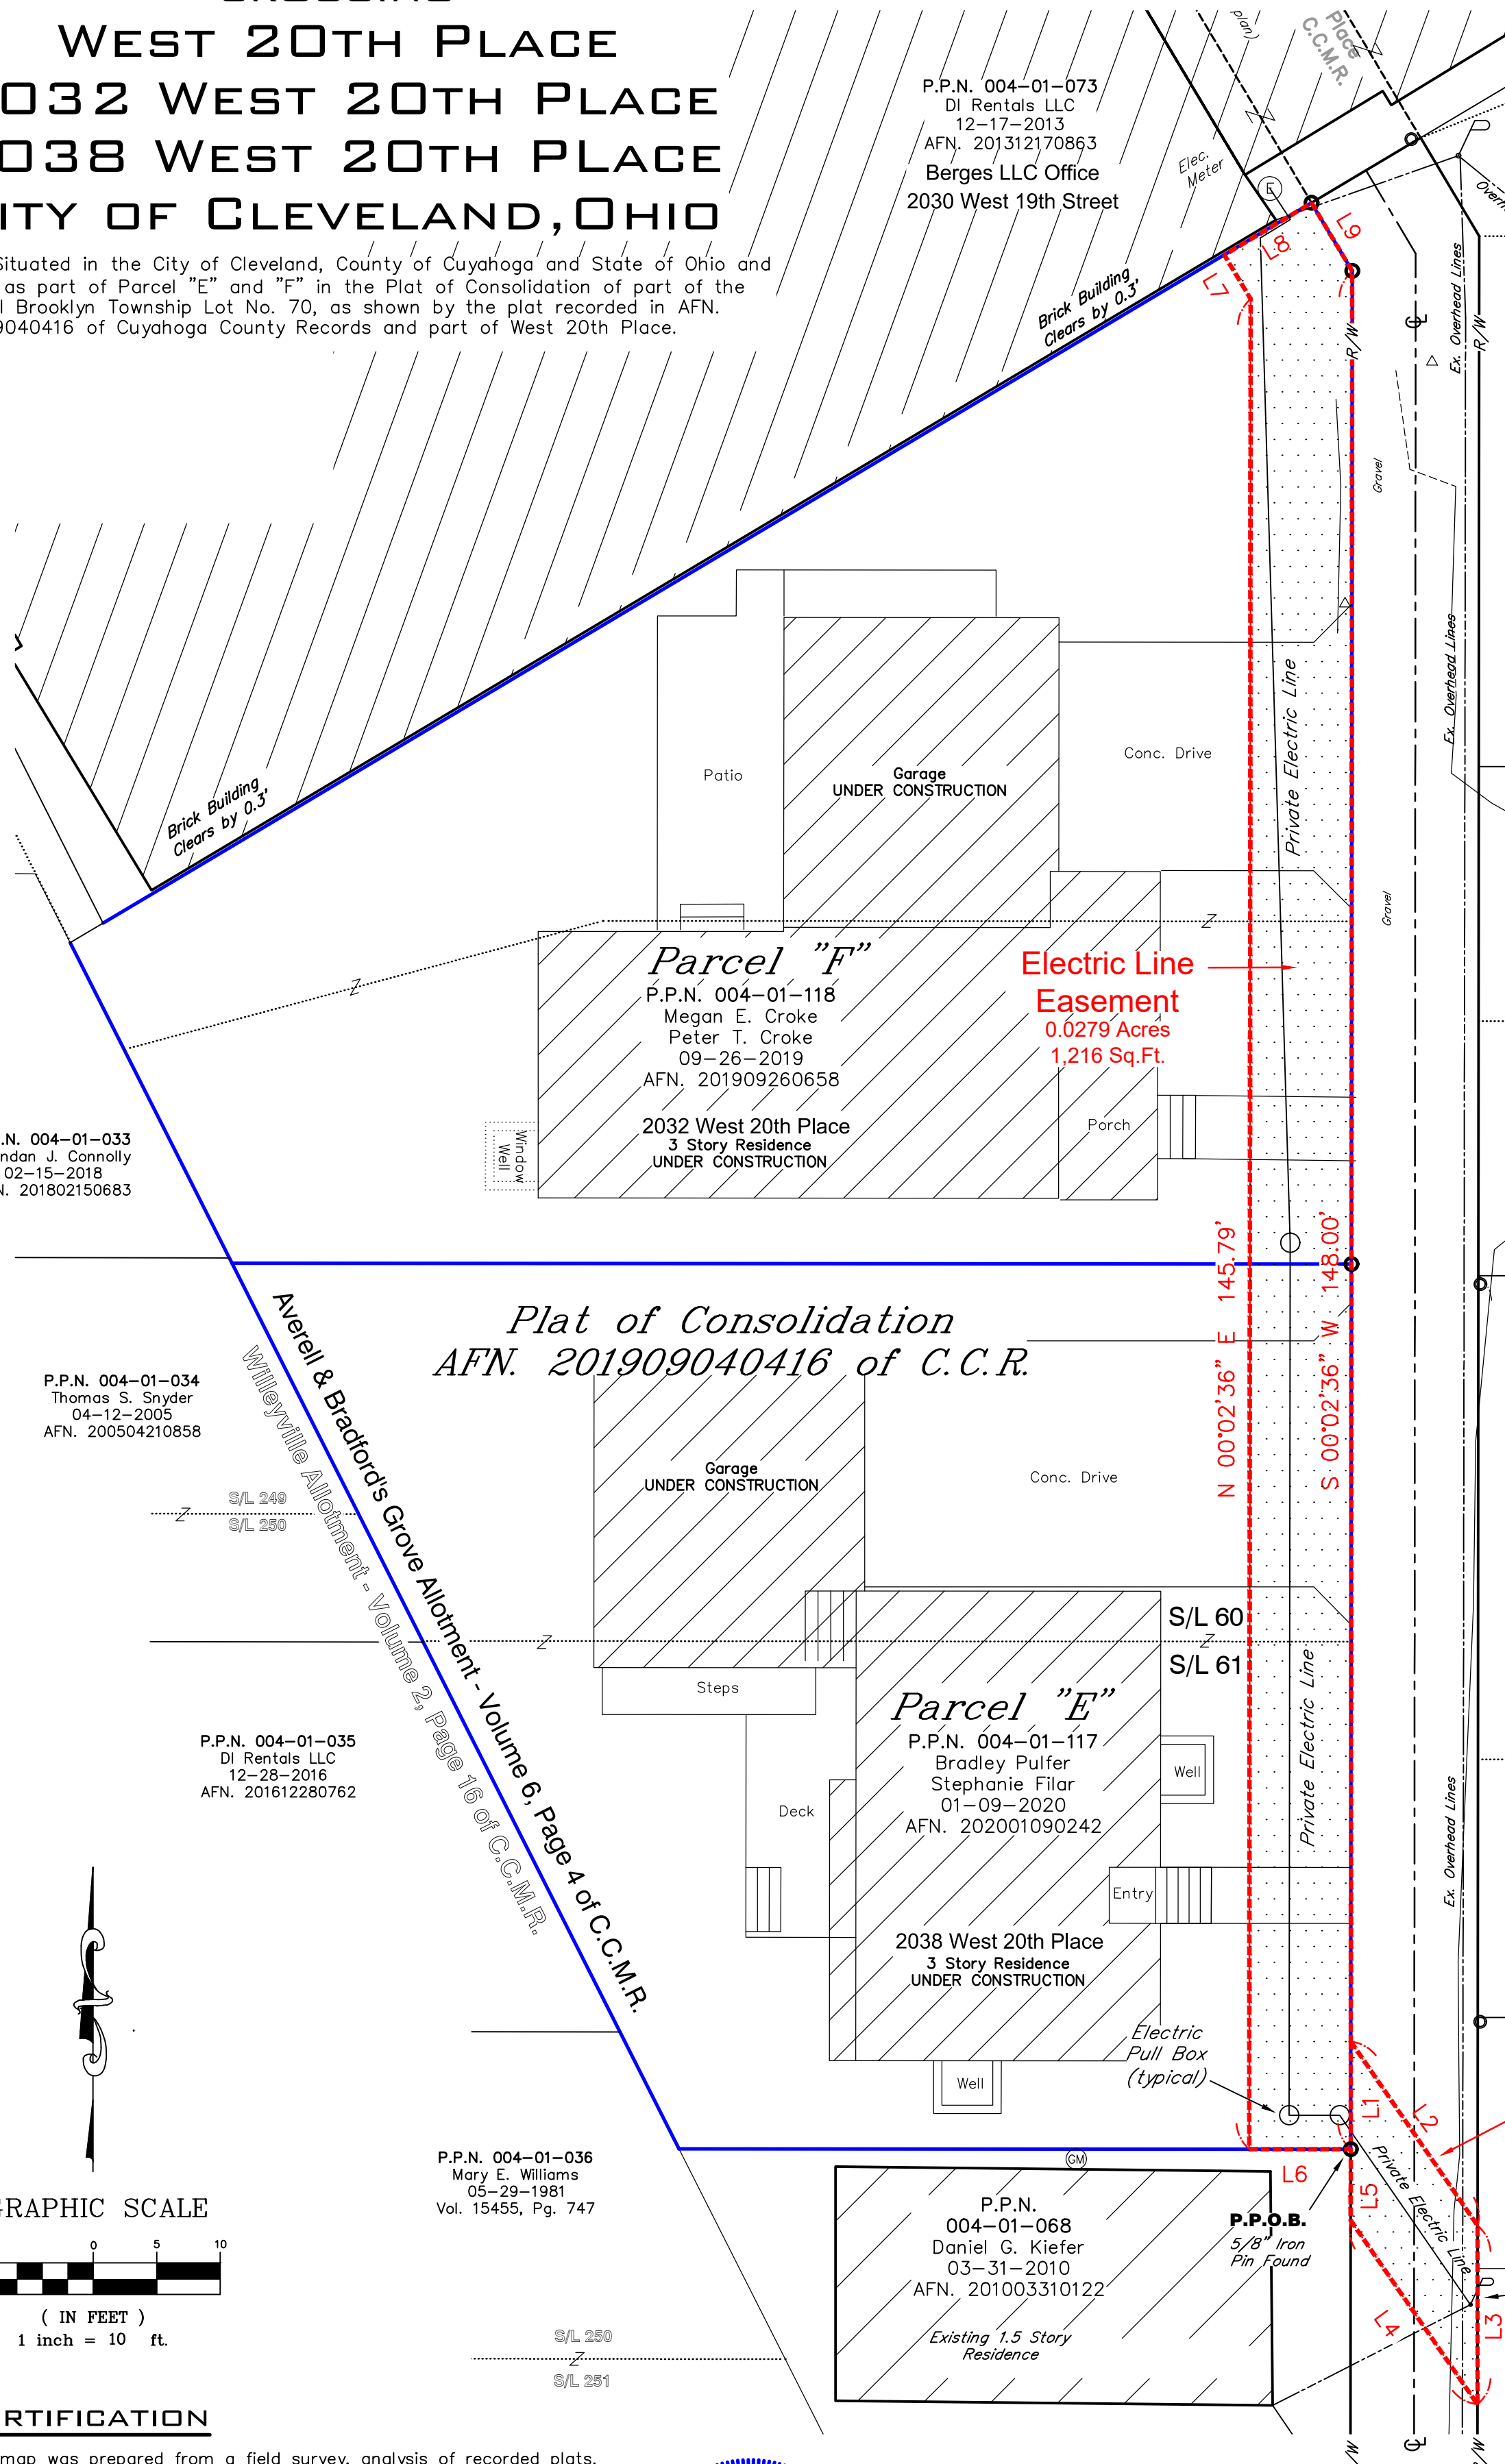 WEST 20TH PLACE
032 WEST 20TH PLACE
038 WEST 20TH PLACE
ITY OF CLEVELAND,OHIO
Situated in the City of Cleveland, County of Cuyahoga and State of Ohio and
as part of Parcel "E" and "F" in the Plat of Consolidation of part of the
l Brooklyn Township Lot No. 70, as shown by the plat recorded in AFN.
9040416 of Cuyahoga County Records and part of West 20th Place.
plan)
Place
C.C.M.R.
P.P.N. 004-01-073
DI Rentals LLC
12-17-2013
AFN. 201312170863
Berges LLC Office
2030 West 19th Street
Elec.
Meter
E
L8
L9
L7
Brick Building
Clears by 0.3'
R/W
Ex. Overhead Lines
R/W
Gravel
Brick Building
Clears by 0.3'
Patio
Garage
UNDER CONSTRUCTION
Conc. Drive
Private Electric Line
Ex. Overhead Lines
Gravel
Parcel "F"
P.P.N. 004-01-118
Megan E. Croke
Peter T. Croke
09-26-2019
AFN. 201909260658
2032 West 20th Place
3 Story Residence
UNDER CONSTRUCTION
Electric Line
Easement
0.0279 Acres
1,216 Sq.Ft.
Porch
Window
Well
.N. 004-01-033
ndan J. Connolly
02-15-2018
N. 201802150683
N 00°02'36" E 145.79'
S 00°02'36" W 148.00'
Plat of Consolidation
AFN. 201909040416 of C.C.R.
Averell & Bradford's Grove Allotment - Volume 6, Page 4 of C.C.M.R.
Willeyville Allotment - Volume 2, Page 16 of C.C.M.R.
P.P.N. 004-01-034
Thomas S. Snyder
04-12-2005
AFN. 200504210858
S/L 249
S/L 250
Garage
UNDER CONSTRUCTION
Conc. Drive
S/L 60
S/L 61
Steps
Parcel "E"
P.P.N. 004-01-117
Bradley Pulfer
Stephanie Filar
01-09-2020
AFN. 202001090242
Well
Deck
Entry
Private Electric Line
Ex. Overhead Lines
2038 West 20th Place
3 Story Residence
UNDER CONSTRUCTION
P.P.N. 004-01-035
DI Rentals LLC
12-28-2016
AFN. 201612280762
Electric
Pull Box
(typical)
Well
L1
L2
GM
L6
L5
Private Electric Line
P.P.N. 004-01-036
Mary E. Williams
05-29-1981
Vol. 15455, Pg. 747
P.P.N.
004-01-068
Daniel G. Kiefer
03-31-2010
AFN. 201003310122
Existing 1.5 Story
Residence
P.P.O.B.
5/8" Iron
Pin Found
L4
L3
GRAPHIC SCALE
0 5 10
( IN FEET )
1 inch = 10 ft.
S/L 250
S/L 251
RTIFICATION
map was prepared from a field survey, analysis of recorded plats,